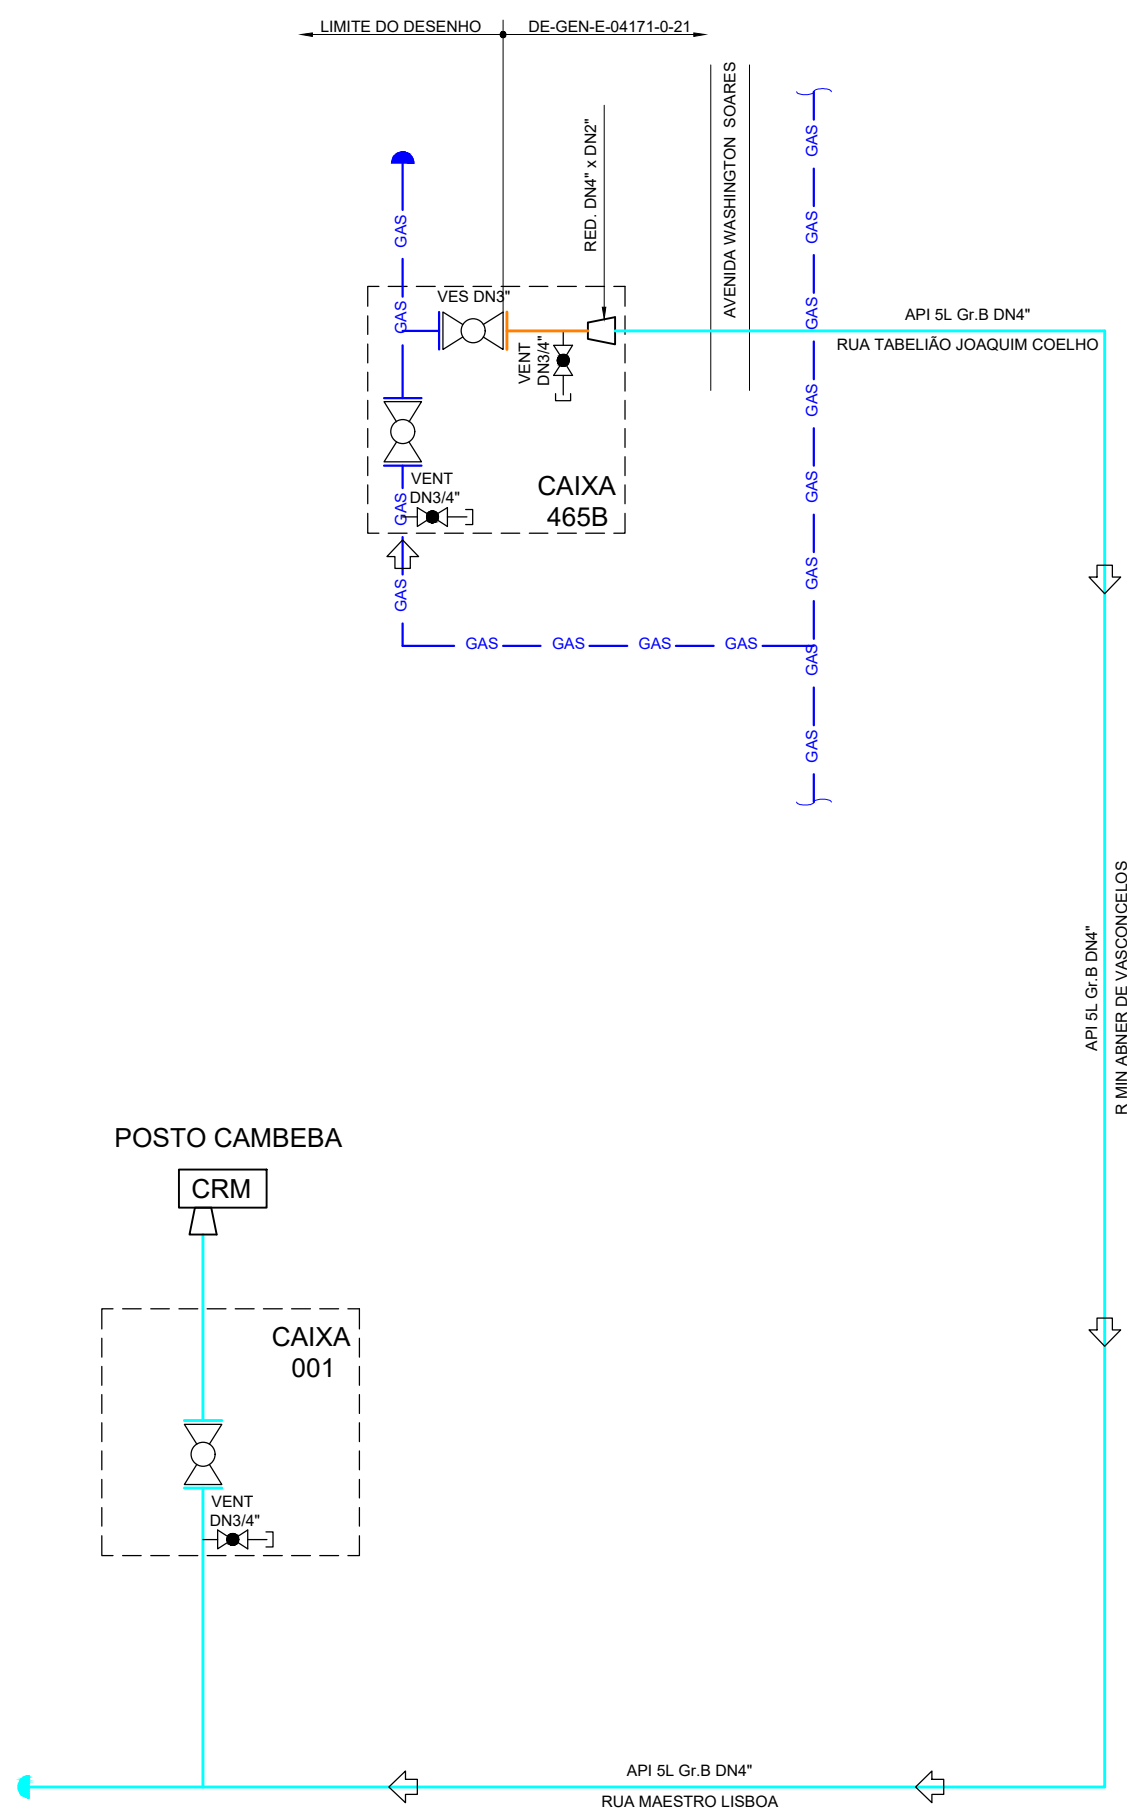 LIMITE DO DESENHO
DE-GEN-E-04171-0-21
AVENIDA WASHINGTON SOARES
RED. DN4" x DN2"
GAS
GAS
GAS
VES DN3"
GAS
GAS
API 5L Gr.B DN4"
RUA TABELIÃO JOAQUIM COELHO
VENT
DN3/4"
GAS
VENT
DN3/4"
GAS
CAIXA
465B
GAS
GAS
GAS
GAS
GAS
GAS
GAS
GAS
GAS
GAS
API 5L Gr.B DN4"
R MIN ABNER DE VASCONCELOS
POSTO CAMBEBA
CRM
CAIXA
001
VENT
DN3/4"
API 5L Gr.B DN4"
RUA MAESTRO LISBOA